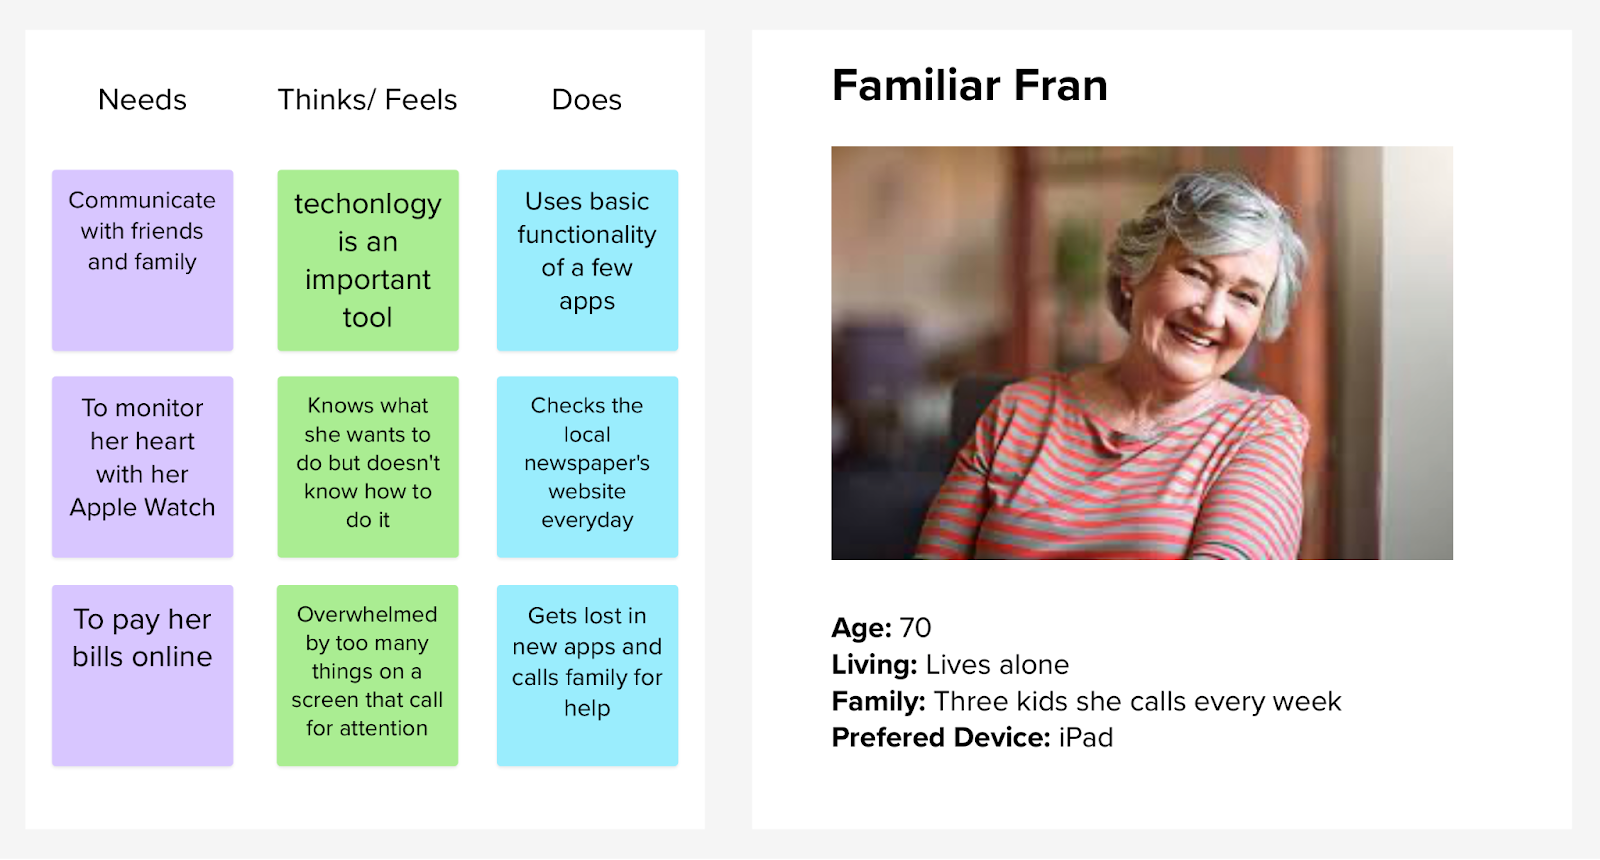 Needs
Thinks/ Feels
Does
Communicate
with friends
and family
techonlogy
is an
important
tool
Uses basic
functionality
of a few
apps
To monitor
her heart
with her
Apple Watch
Knows what
she wants to
do but doesn't
know how to
do it
Checks the
local
newspaper's
website
everyday
To pay her
bills online
Overwhelmed
by too many
things on a
screen that call
for attention
Gets lost in
new apps and
calls family for
help
Familiar Fran
Age: 70
Living: Lives alone
Family: Three kids she calls every week
Prefered Device: iPad